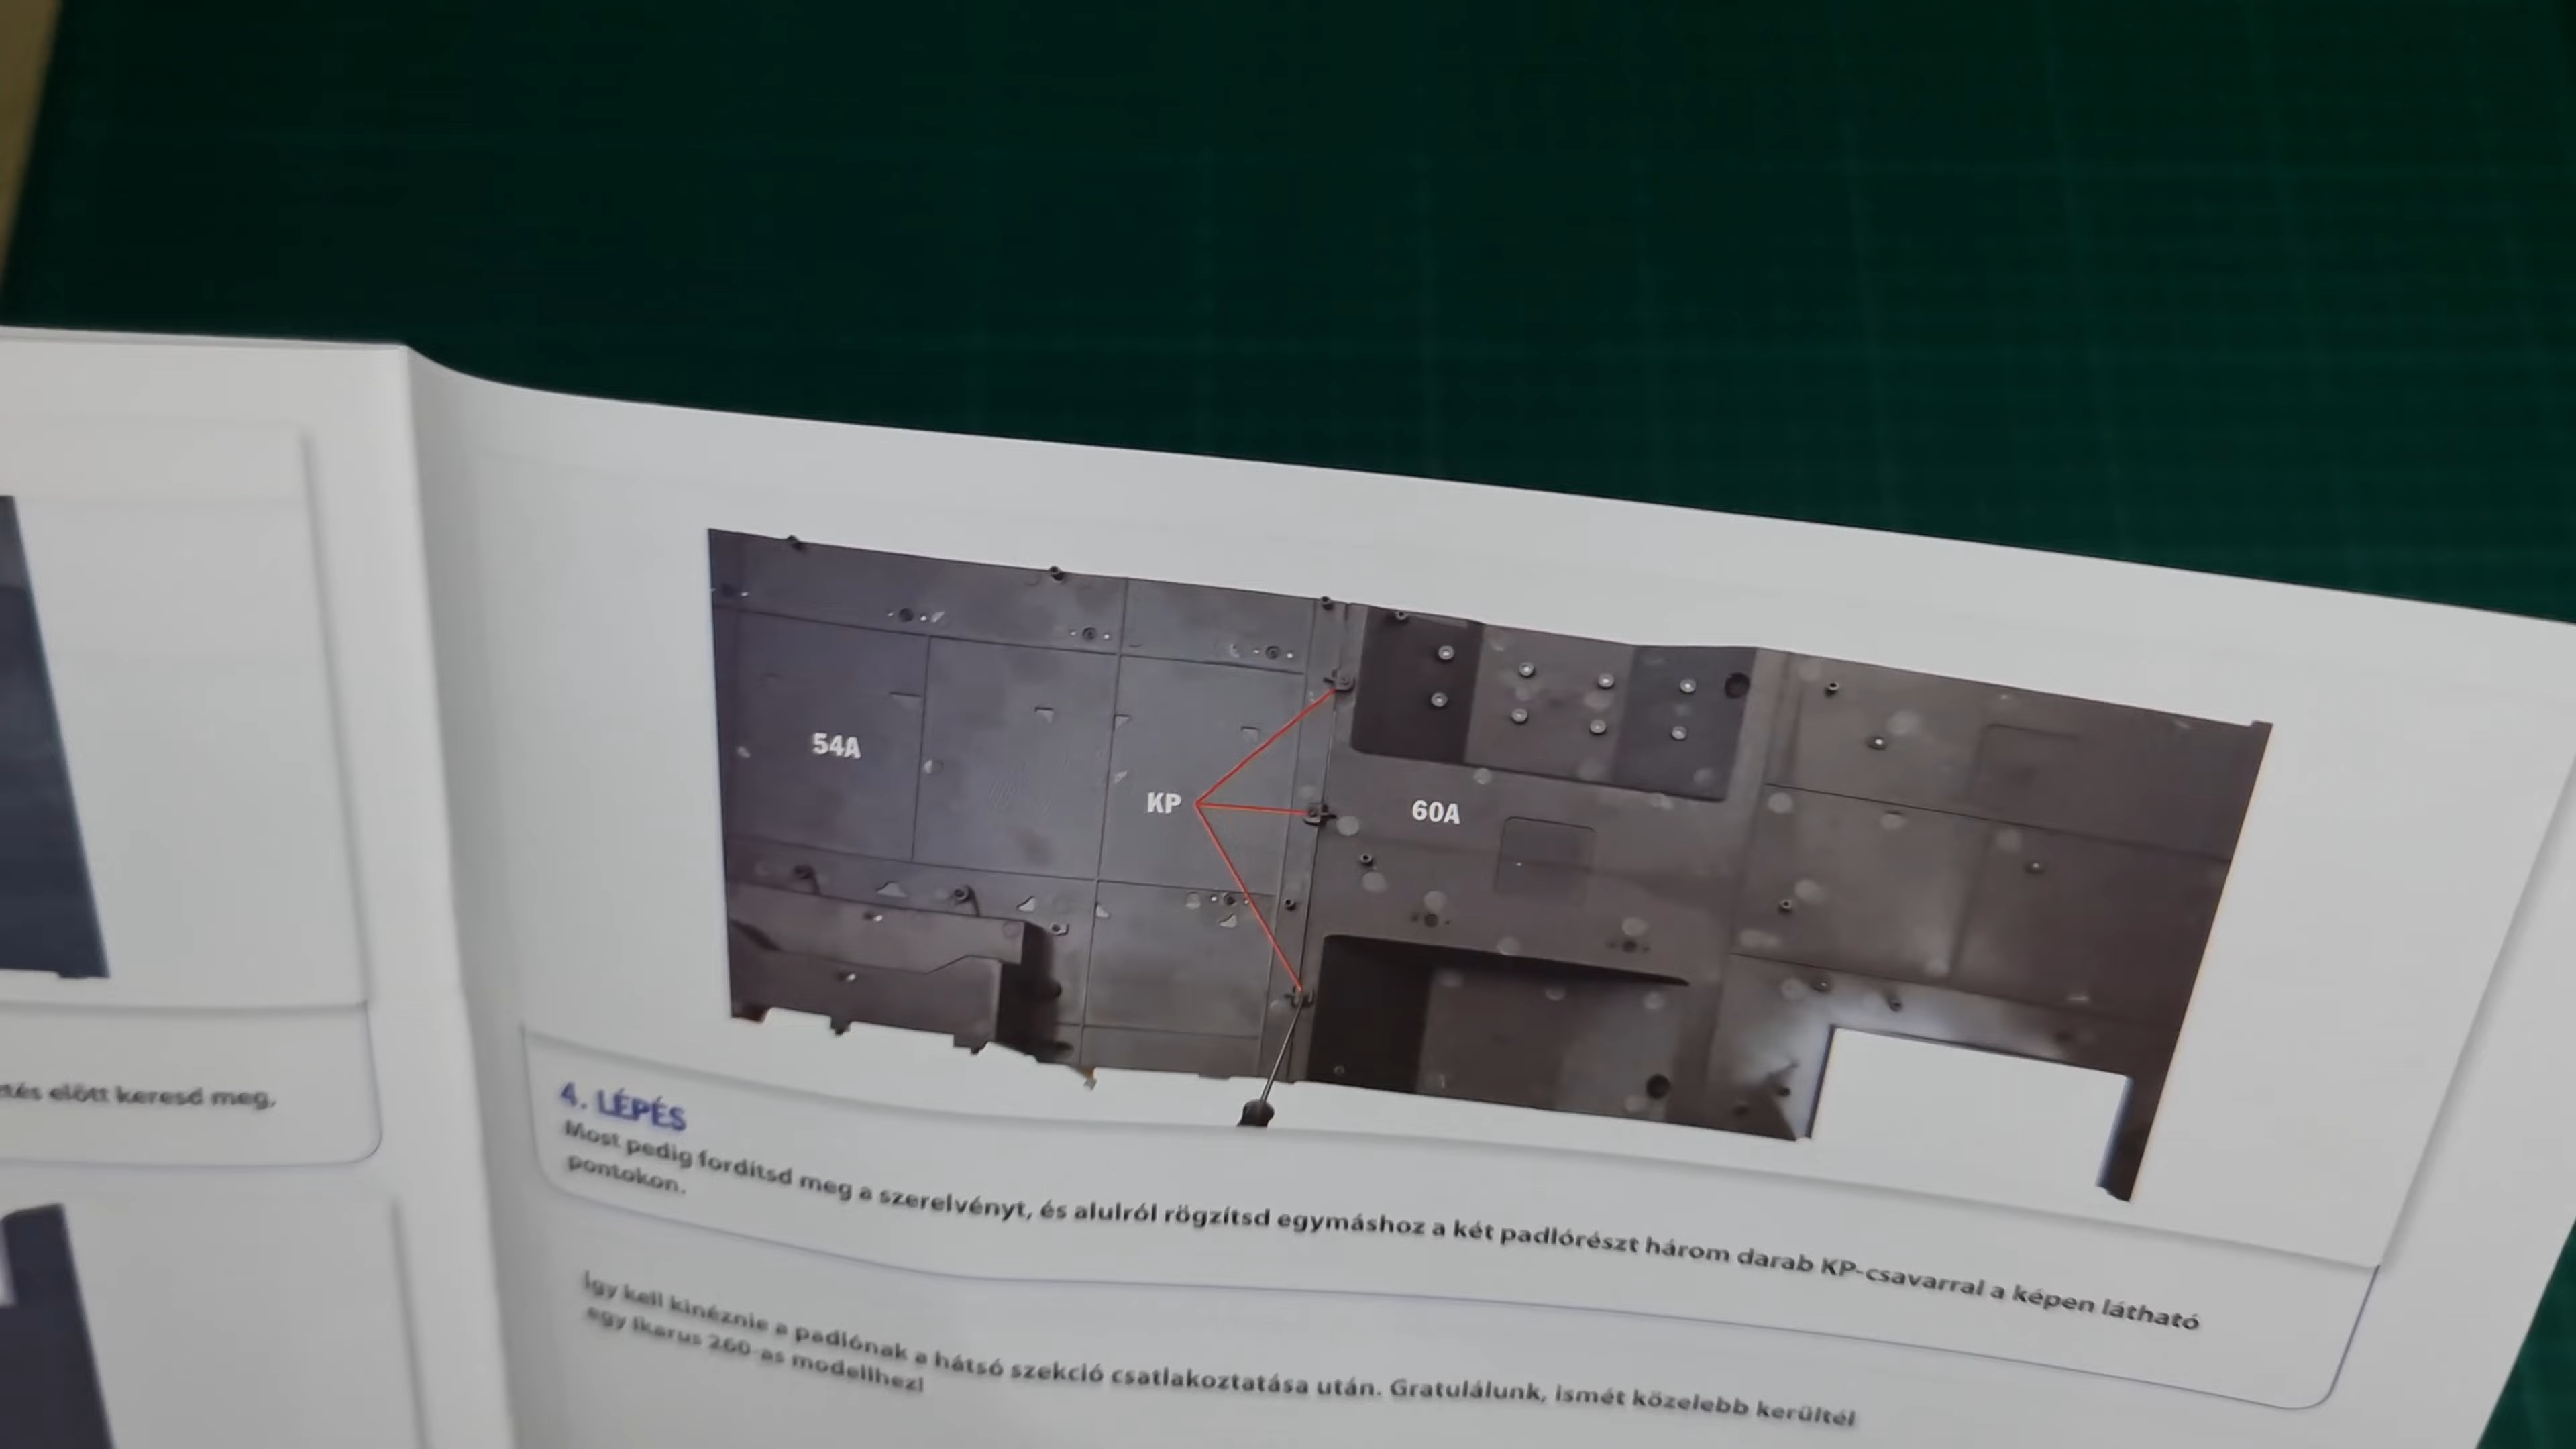 54A
KP
60A
tés előtt keresd meg,
4. LÉPÉS
Most pedig fordítsd meg a szerelvényt, és alulról rögzítsd egymáshoz a két padlórészt három darab KP-csavarral a képen látható
pontokon.
Így kell kinéznie a padlónak a hátsó szekció csatlakoztatása után. Gratulálunk, ismét közelebb kerültél
egy Ikarus 260-as modellhez!